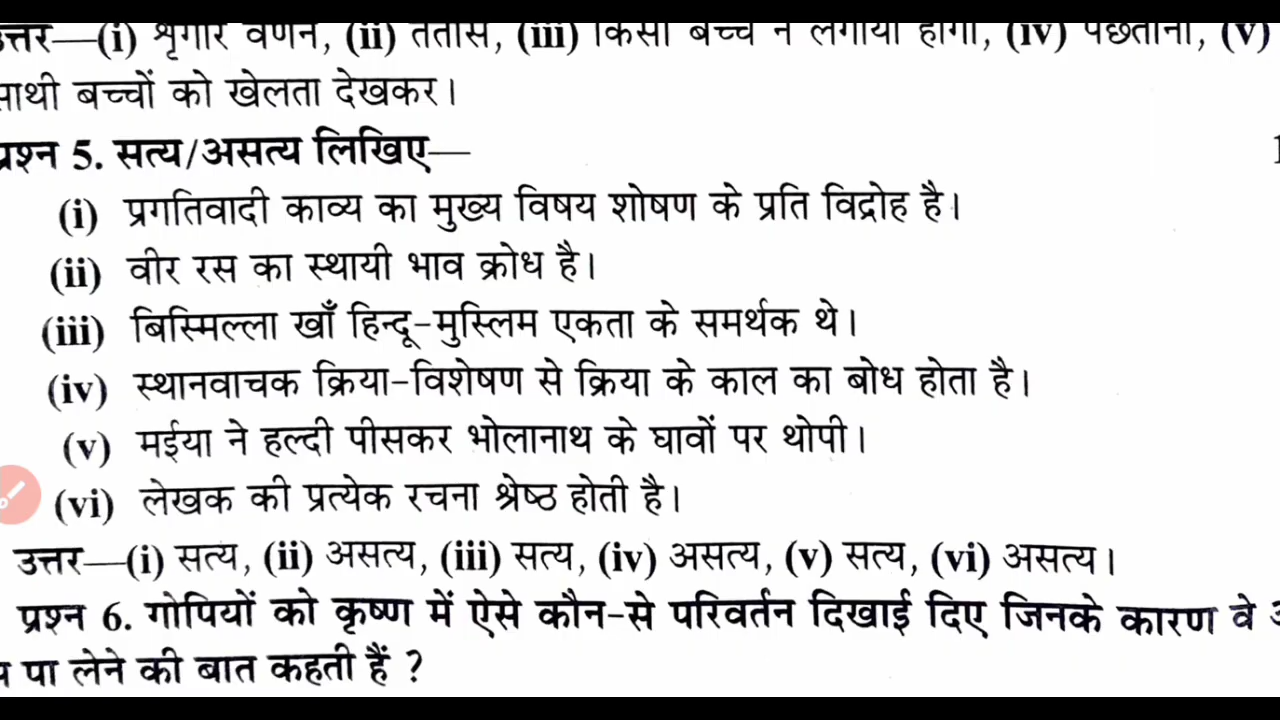 उत्तर—(i) शृंगार वर्णन, (ii) तताँस, (iii) किसी बच्चे ने लगाया होगा, (iv) पछताना, (v)
साथी बच्चों को खेलता देखकर।
प्रश्न 5. सत्य/असत्य लिखिए— 1
(i) प्रगतिवादी काव्य का मुख्य विषय शोषण के प्रति विद्रोह है।
(ii) वीर रस का स्थायी भाव क्रोध है।
(iii) बिस्मिल्ला खाँ हिन्दू-मुस्लिम एकता के समर्थक थे।
(iv) स्थानवाचक क्रिया-विशेषण से क्रिया के काल का बोध होता है।
(v) मईया ने हल्दी पीसकर भोलानाथ के घावों पर थोपी।
(vi) लेखक की प्रत्येक रचना श्रेष्ठ होती है।
उत्तर—(i) सत्य, (ii) असत्य, (iii) सत्य, (iv) असत्य, (v) सत्य, (vi) असत्य।
प्रश्न 6. गोपियों को कृष्ण में ऐसे कौन-से परिवर्तन दिखाई दिए जिनके कारण वे
पा लेने की बात कहती हैं ?